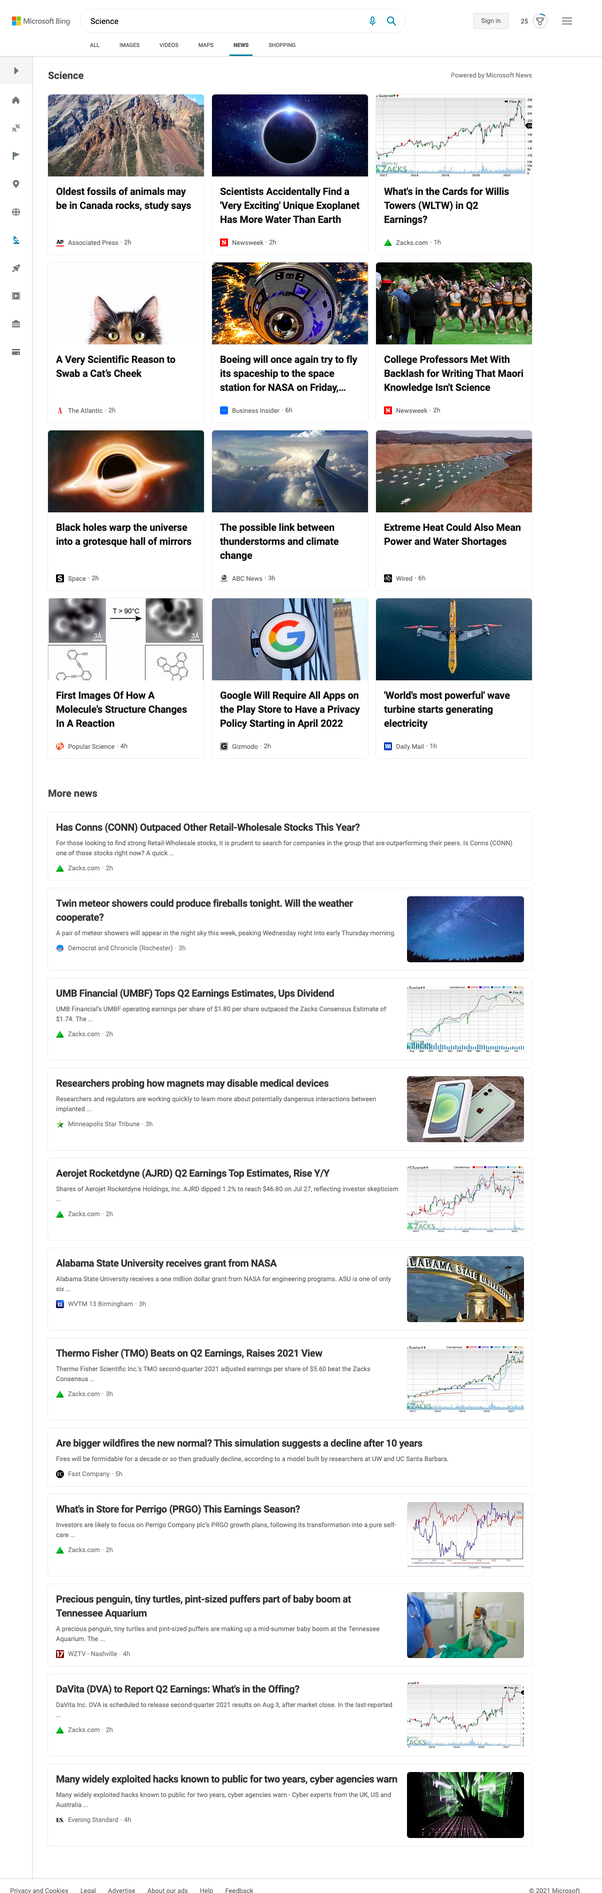 Microsoft Bing
Science
Sign in
25
ALL IMAGES VIDEOS MAPS NEWS SHOPPING
Science
Powered by Microsoft News
Oldest fossils of animals may
be in Canada rocks, study says
AP Associated Press · 2h
Scientists Accidentally Find a
'Very Exciting' Unique Exoplanet
Has More Water Than Earth
N Newsweek · 2h
ZACKS
What's in the Cards for Willis
Towers (WLTW) in Q2
Earnings?
Zacks.com · 1h
A Very Scientific Reason to
Swab a Cat's Cheek
The Atlantic · 2h
Boeing will once again try to fly
its spaceship to the space
station for NASA on Friday,...
Business Insider · 6h
College Professors Met With
Backlash for Writing That Maori
Knowledge Isn't Science
N Newsweek · 2h
Black holes warp the universe
into a grotesque hall of mirrors
S Space · 2h
The possible link between
thunderstorms and climate
change
ABC News · 3h
Extreme Heat Could Also Mean
Power and Water Shortages
Wired · 6h
T > 90°C
3Å 3Å
First Images Of How A
Molecule's Structure Changes
In A Reaction
Popular Science · 4h
G
Google Will Require All Apps on
the Play Store to Have a Privacy
Policy Starting in April 2022
G Gizmodo · 2h
'World's most powerful' wave
turbine starts generating
electricity
Daily Mail · 1h
More news
Has Conns (CONN) Outpaced Other Retail-Wholesale Stocks This Year?
For those looking to find strong Retail-Wholesale stocks, it is prudent to search for companies in the group that are outperforming their peers. Is Conns (CONN)
one of those stocks right now? A quick ...
Zacks.com · 2h
Twin meteor showers could produce fireballs tonight. Will the weather
cooperate?
A pair of meteor showers will appear in the night sky this week, peaking Wednesday night into early Thursday morning.
Democrat and Chronicle (Rochester) · 3h
UMB Financial (UMBF) Tops Q2 Earnings Estimates, Ups Dividend
UMB Financial's UMBF operating earnings per share of $1.80 per share outpaced the Zacks Consensus Estimate of
$1.74. The ...
Zacks.com · 2h
Researchers probing how magnets may disable medical devices
Researchers and regulators are working quickly to learn more about potentially dangerous interactions between
implanted ...
Minneapolis Star Tribune · 3h
Aerojet Rocketdyne (AJRD) Q2 Earnings Top Estimates, Rise Y/Y
Shares of Aerojet Rocketdyne Holdings, Inc. AJRD dipped 1.2% to reach $46.80 on Jul 27, reflecting investor skepticism
...
Zacks.com · 2h
ZACKS
Alabama State University receives grant from NASA
Alabama State University receives a one million dollar grant from NASA for engineering programs. ASU is one of only
six ...
WVTM 13 Birmingham · 3h
ALABAMA STATE UNIVERSITY
Thermo Fisher (TMO) Beats on Q2 Earnings, Raises 2021 View
Thermo Fisher Scientific Inc.'s TMO second-quarter 2021 adjusted earnings per share of $5.60 beat the Zacks
Consensus ...
Zacks.com · 3h
ZACKS
Are bigger wildfires the new normal? This simulation suggests a decline after 10 years
Fires will be formidable for a decade or so then gradually decline, according to a model built by researchers at UW and UC Santa Barbara.
FC Fast Company · 5h
What's in Store for Perrigo (PRGO) This Earnings Season?
Investors are likely to focus on Perrigo Company plc's PRGO growth plans, following its transformation into a pure self-
care ...
Zacks.com · 2h
Precious penguin, tiny turtles, pint-sized puffers part of baby boom at
Tennessee Aquarium
A precious penguin, tiny turtles and pint-sized puffers are making up a mid-summer baby boom at the Tennessee
Aquarium. The ...
17 WZTV - Nashville · 4h
DaVita (DVA) to Report Q2 Earnings: What's in the Offing?
DaVita Inc. DVA is scheduled to release second-quarter 2021 results on Aug 3, after market close. In the last-reported
...
Zacks.com · 2h
ZACKS
Many widely exploited hacks known to public for two years, cyber agencies warn
Many widely exploited hacks known to public for two years, cyber agencies warn - Cyber experts from the UK, US and
Australia ...
ES Evening Standard · 4h
Privacy and Cookies Legal Advertise About our ads Help Feedback
© 2021 Microsoft